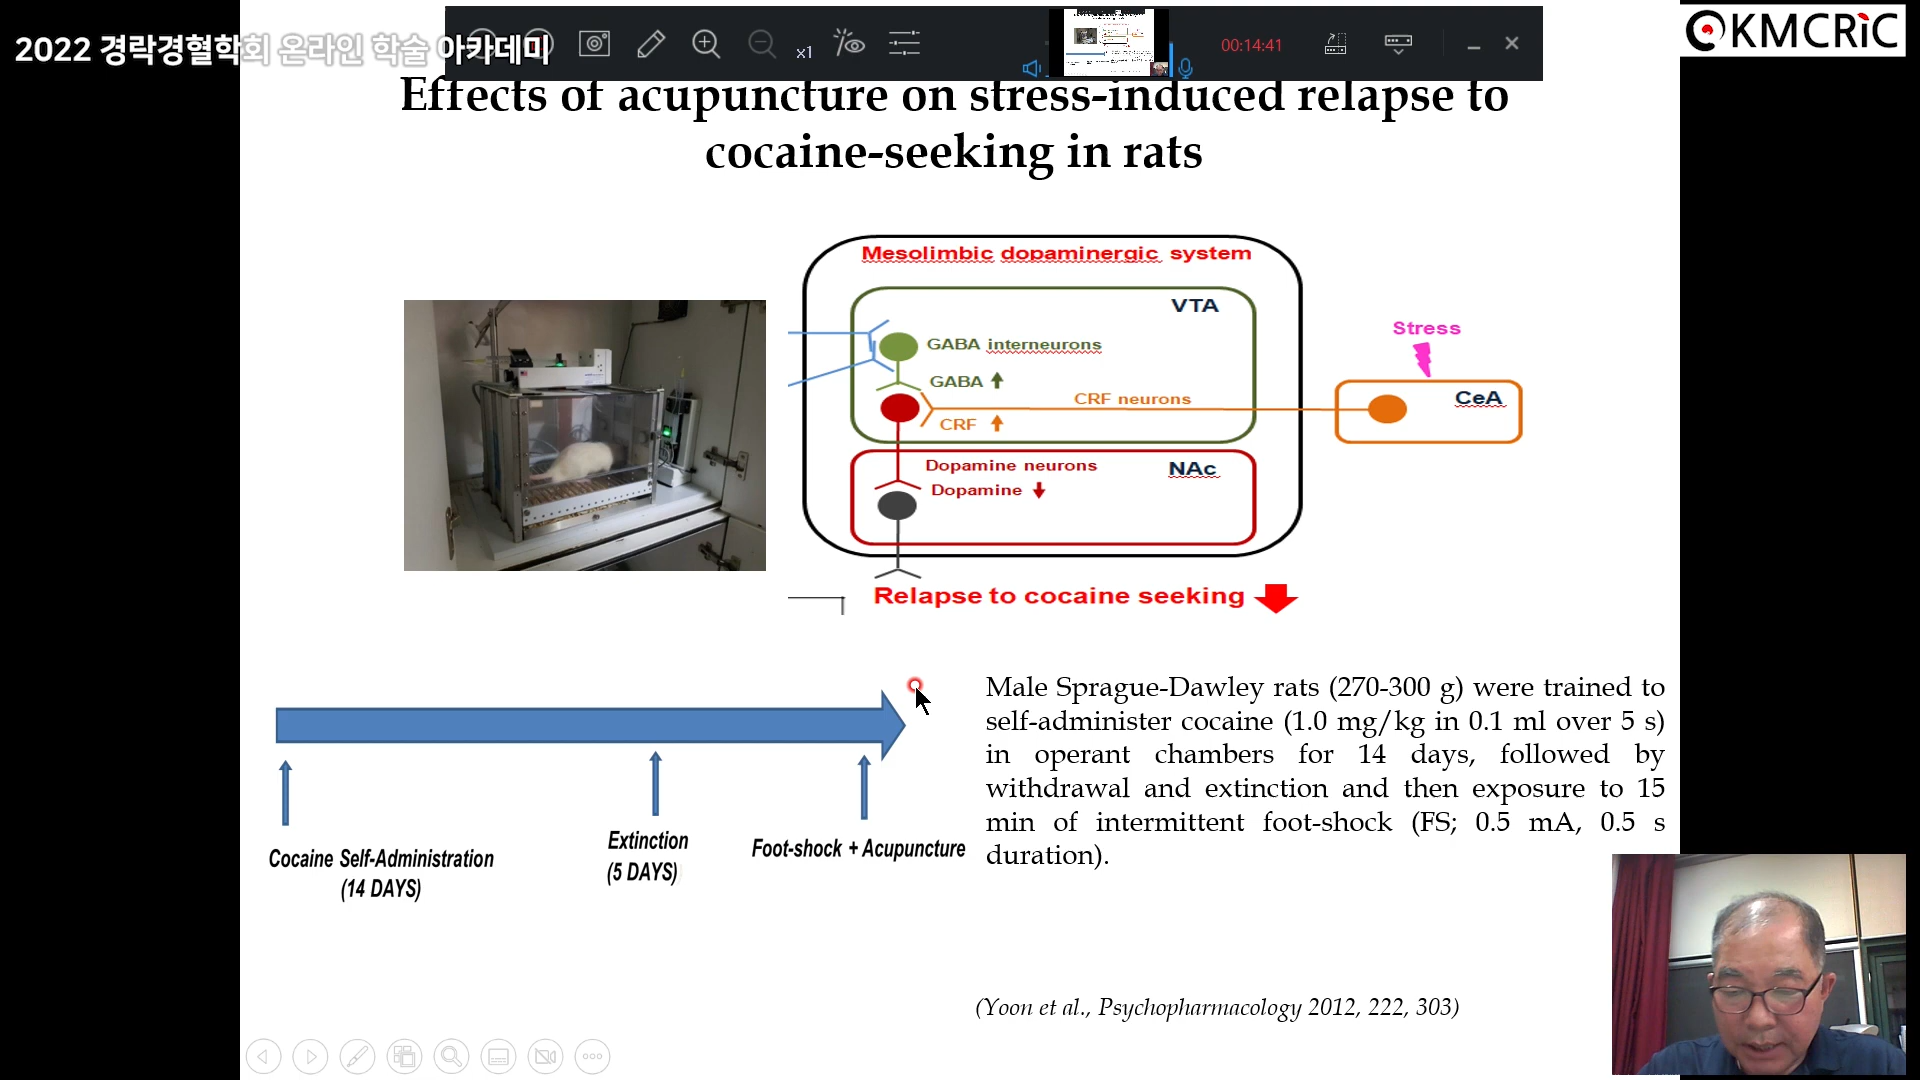 2022 경락경혈학회 온라인 학술 아카데미
x1
00:14:41
KMCRiC
Effects of acupuncture on stress-induced relapse to
cocaine-seeking in rats
Mesolimbic dopaminergic system
VTA
GABA interneurons
GABA
CRF neurons
CRF
Stress
CeA
Dopamine neurons
NAc
Dopamine
Relapse to cocaine seeking
Cocaine Self-Administration
(14 DAYS)
Extinction
(5 DAYS)
Foot-shock + Acupuncture
Male Sprague-Dawley rats (270-300 g) were trained to
self-administer cocaine (1.0 mg/kg in 0.1 ml over 5 s)
in operant chambers for 14 days, followed by
withdrawal and extinction and then exposure to 15
min of intermittent foot-shock (FS; 0.5 mA, 0.5 s
duration).
(Yoon et al., Psychopharmacology 2012, 222, 303)